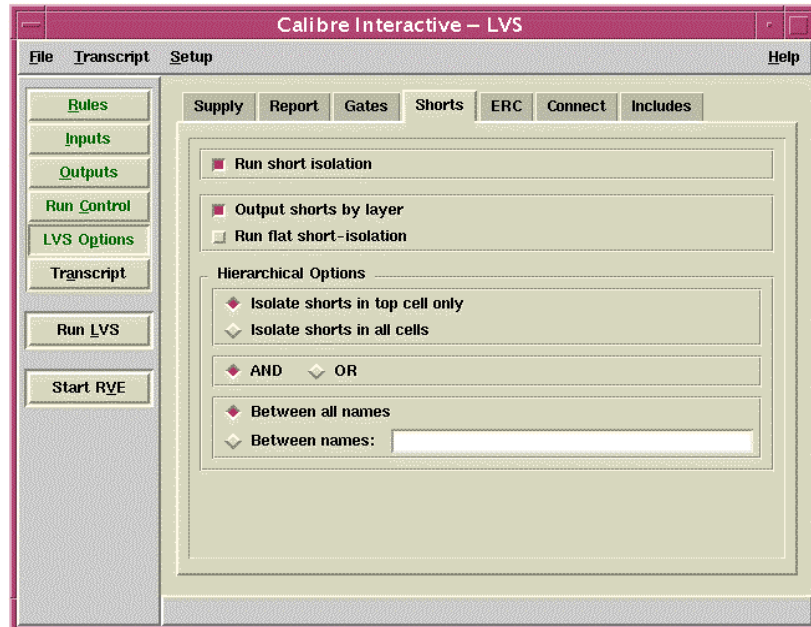 Calibre Interactive – LVS
File Transcript Setup Help
Rules
Inputs
Outputs
Run Control
LVS Options
Transcript
Run LVS
Start RVE
Supply Report Gates Shorts ERC Connect Includes
Run short isolation
Output shorts by layer
Run flat short-isolation
Hierarchical Options
Isolate shorts in top cell only
Isolate shorts in all cells
AND OR
Between all names
Between names: